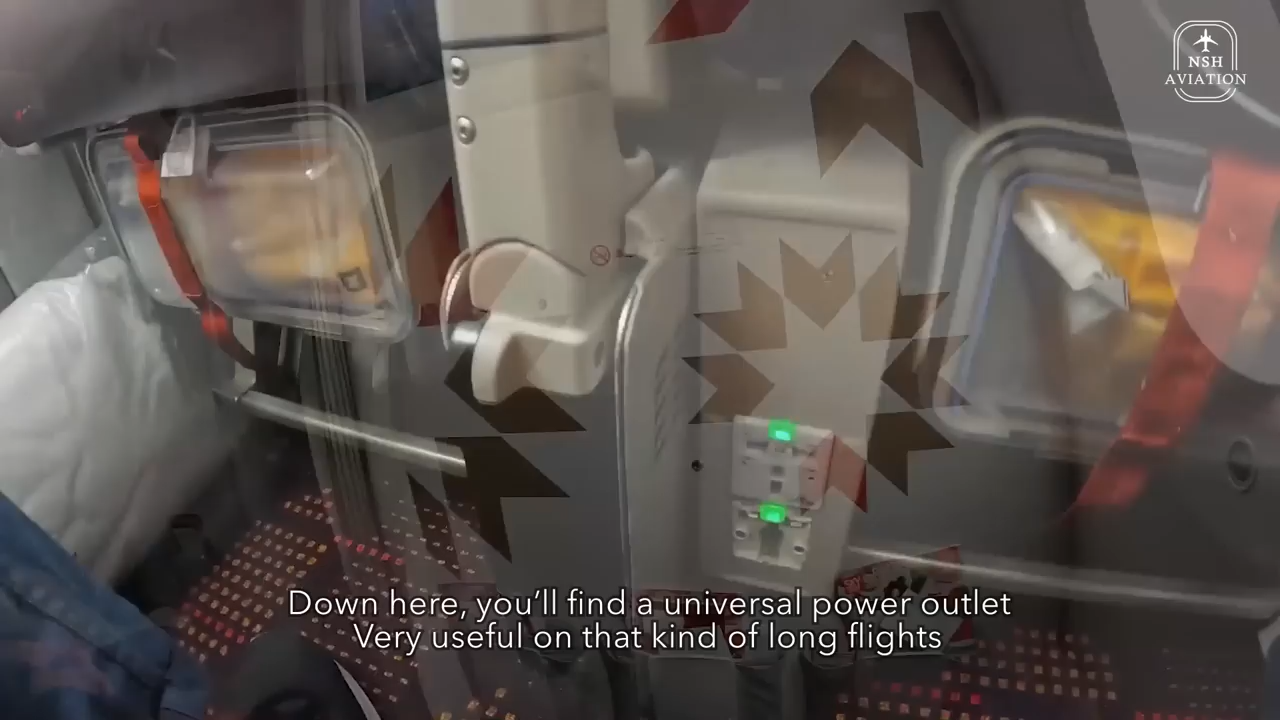 NSH
AVIATION
Down here, you'll find a universal power outlet
Very useful on that kind of long flights